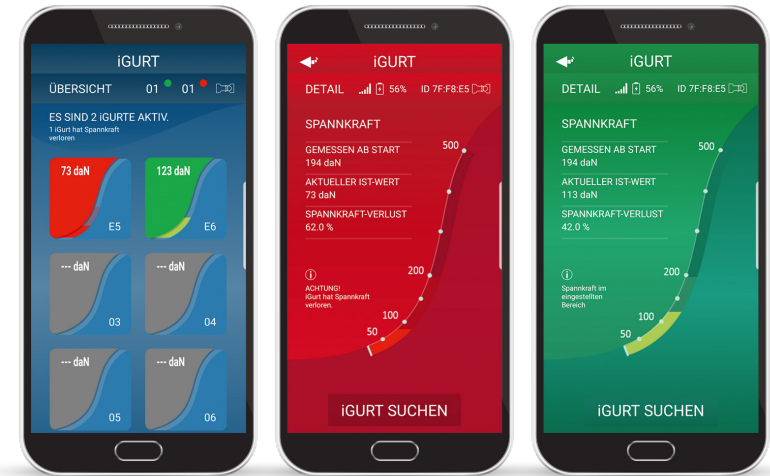 iGURT
ÜBERSICHT 01 01
ES SIND 2 iGURTE AKTIV.
1 iGurt hat Spannkraft
verloren
73 daN
E5
123 daN
E6
--- daN
03
--- daN
04
--- daN
05
--- daN
06
iGURT
DETAIL 56% ID 7F:F8:E5
SPANNKRAFT
GEMESSEN AB START
194 daN
AKTUELLER IST-WERT
73 daN
SPANNKRAFT-VERLUST
62.0 %
500
200
100
50
ACHTUNG!
iGurt hat Spannkraft
verloren.
iGURT SUCHEN
iGURT
DETAIL 56% ID 7F:F8:E5
SPANNKRAFT
GEMESSEN AB START
194 daN
AKTUELLER IST-WERT
113 daN
SPANNKRAFT-VERLUST
42.0 %
500
200
100
50
Spannkraft im
eingestellten
Bereich
iGURT SUCHEN